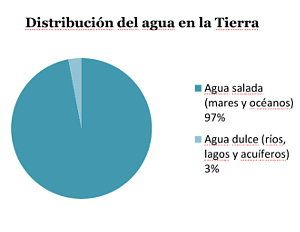 Distribución del agua en la Tierra
Agua salada
(mares y océanos)
97%
Agua dulce (ríos,
lagos y acuíferos)
3%